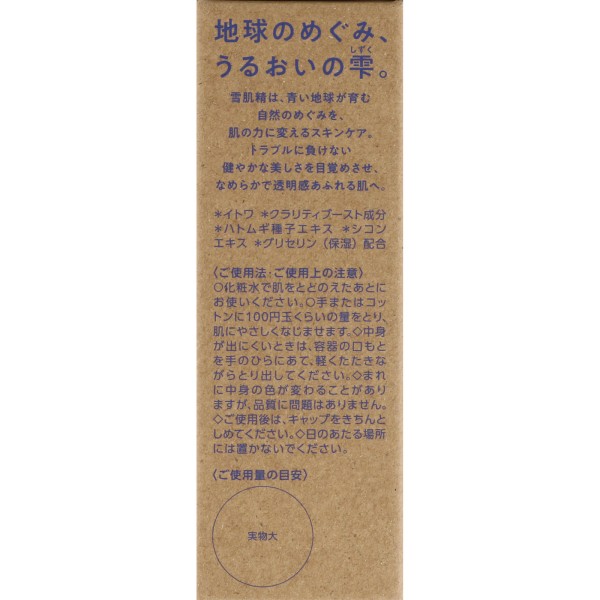 地球のめぐみ、
しずく
うるおいの雫。
雪肌精は、青い地球が育む
自然のめぐみを、
肌の力に変えるスキンケア。
トラブルに負けない
健やかな美しさを目覚めさせ、
なめらかで透明感あふれる肌へ。
＊イトワ ＊クラリティブースト成分
＊ハトムギ種子エキス ＊シコン
エキス ＊グリセリン（保湿）配合
〈ご使用法・ご使用上の注意〉
○化粧水で肌をととのえたあとに
お使いください。○手またはコッ
トンに100円玉くらいの量をとり、
肌にやさしくなじませます。◇中身
が出にくいときは、容器の口もと
を手のひらにあて、軽くたたきな
がらとり出してください。◇まれ
に中身の色が変わることがあり
ますが、品質に問題はありません。
◇ご使用後は、キャップをきちんと
しめてください。◇日のあたる場所
には置かないでください。
〈ご使用量の目安〉
実物大